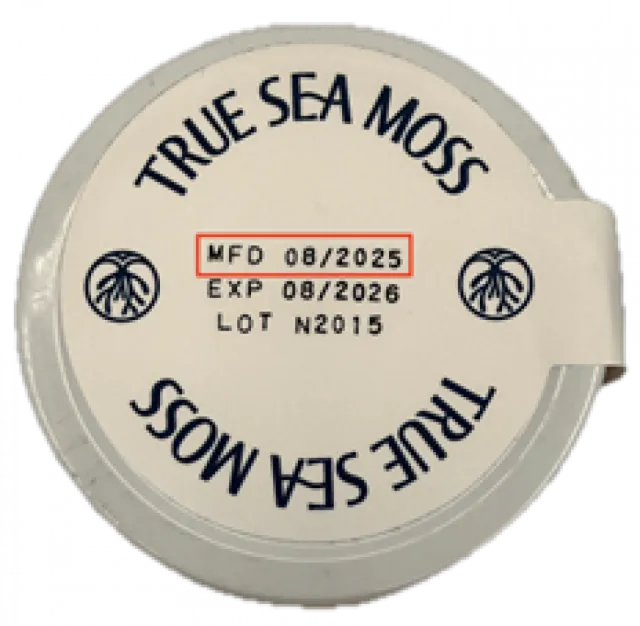 TRUE SEA MOSS
MFD 08/2025
EXP 08/2026
LOT N2015
TRUE SEA MOSS